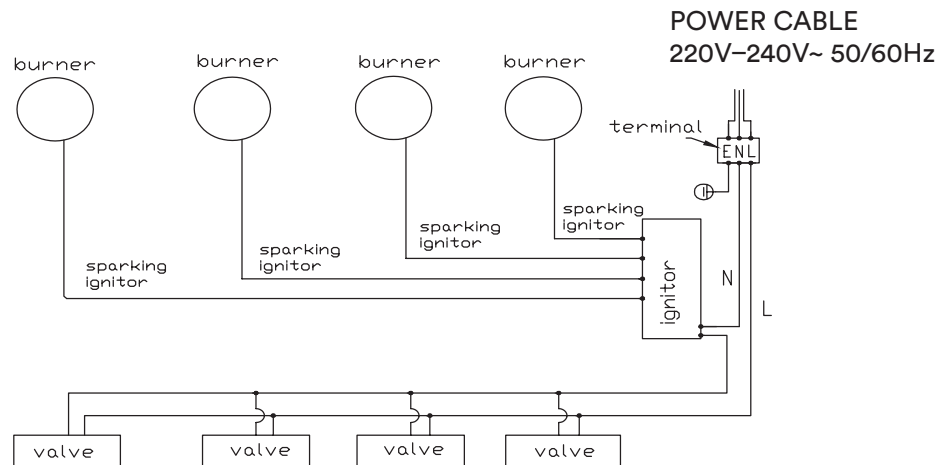 POWER CABLE
220V–240V~ 50/60Hz
burner
burner
burner
burner
terminal
ENL
sparking
ignitor
sparking
ignitor
sparking
ignitor
sparking
ignitor
ignitor
N
L
valve
valve
valve
valve